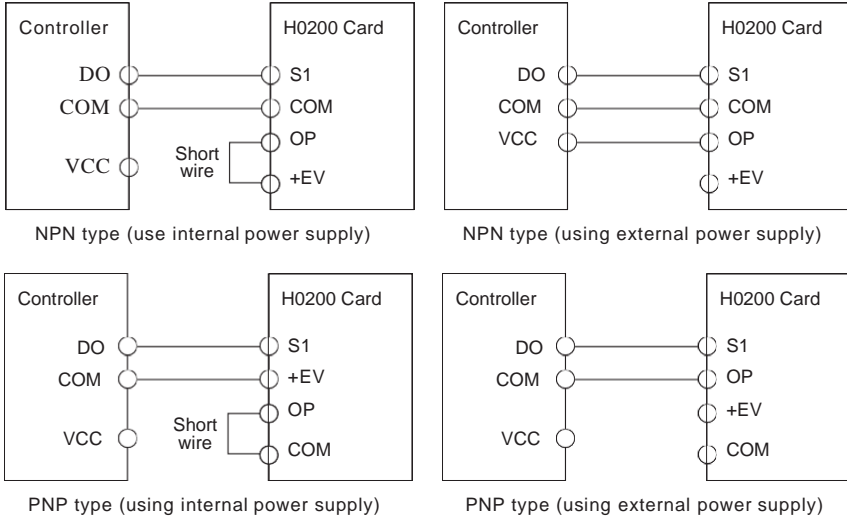 Controller
H0200 Card
DO
S1
COM
COM
OP
Short
wire
VCC
+EV
NPN type (use internal power supply)
Controller
H0200 Card
DO
S1
COM
COM
VCC
OP
+EV
NPN type (using external power supply)
Controller
H0200 Card
DO
S1
COM
+EV
OP
Short
wire
VCC
COM
PNP type (using internal power supply)
Controller
H0200 Card
DO
S1
COM
OP
+EV
VCC
COM
PNP type (using external power supply)